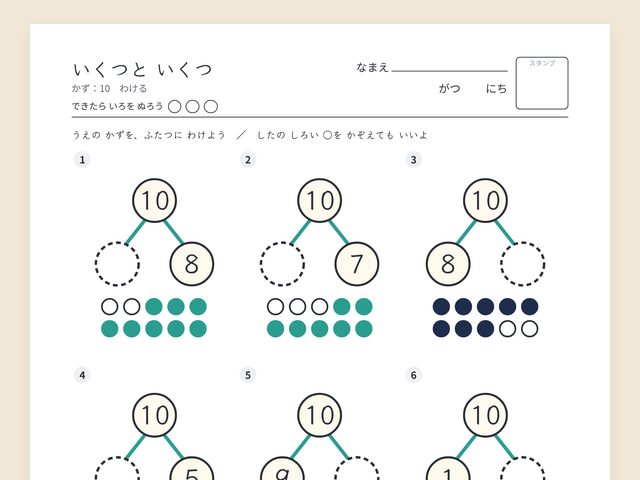 いくつと いくつ
かず：10　わける
できたら いろを ぬろう
なまえ
がつ　にち
スタンプ
うえの かずを、ふたつに わけよう　／　したの しろい 〇を かぞえても いいよ
1
10
8
2
10
7
3
10
8
4
10
5
5
10
9
6
10
1